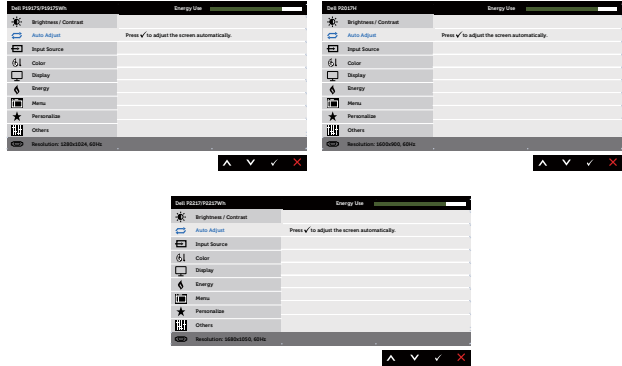 Dell P1917S/P1917SWh
Energy Use
Brightness / Contrast
Auto Adjust
Press ✓ to adjust the screen automatically.
Input Source
Color
Display
Energy
Menu
Personalize
Others
Resolution: 1280x1024, 60Hz
Dell P2017H
Energy Use
Brightness / Contrast
Auto Adjust
Press ✓ to adjust the screen automatically.
Input Source
Color
Display
Energy
Menu
Personalize
Others
Resolution: 1600x900, 60Hz
Dell P2217/P2217Wh
Energy Use
Brightness / Contrast
Auto Adjust
Press ✓ to adjust the screen automatically.
Input Source
Color
Display
Energy
Menu
Personalize
Others
Resolution: 1680x1050, 60Hz